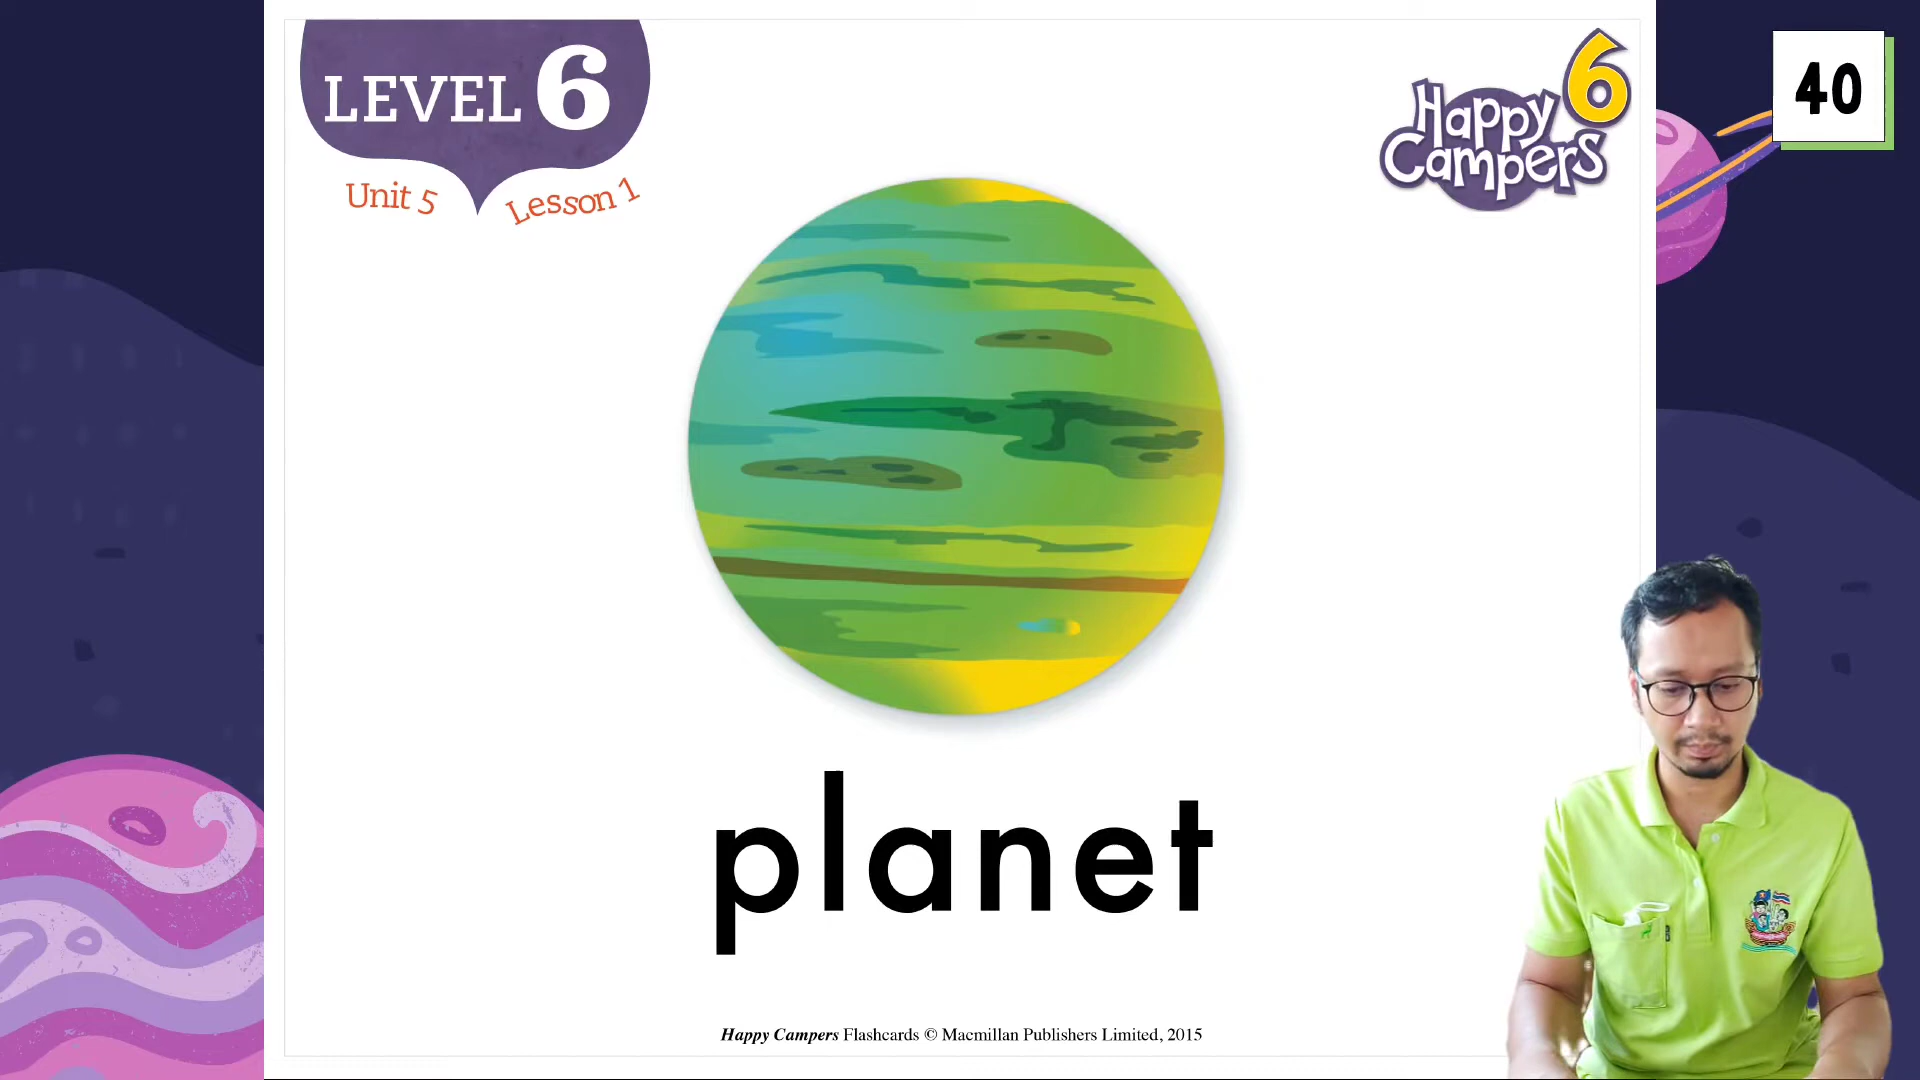 LEVEL 6
Unit 5 Lesson 1
Happy Campers 6
40
planet
Happy Campers Flashcards © Macmillan Publishers Limited, 2015